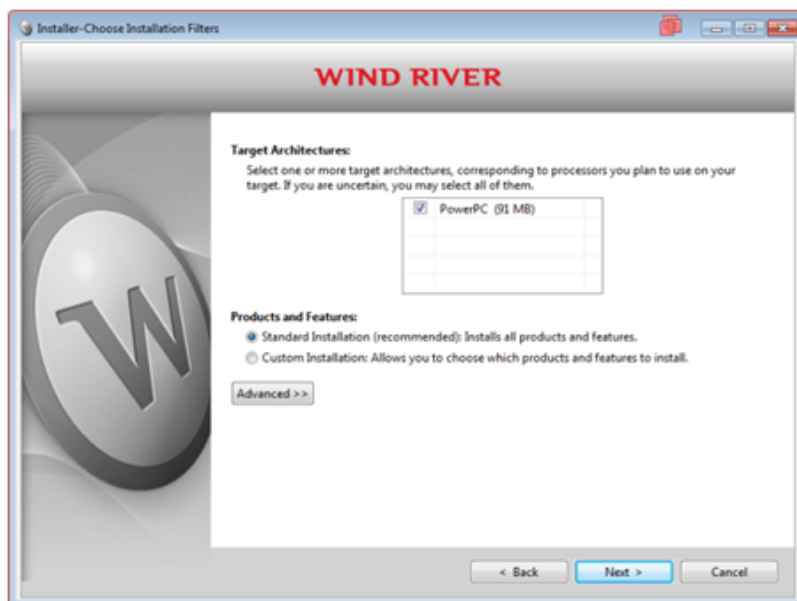 Installer-Choose Installation Filters
WIND RIVER
Target Architectures:
Select one or more target architectures, corresponding to processors you plan to use on your
target. If you are uncertain, you may select all of them.
PowerPC (91 MB)
Products and Features:
Standard Installation (recommended): Installs all products and features.
Custom Installation: Allows you to choose which products and features to install.
Advanced >>
W
< Back Next > Cancel